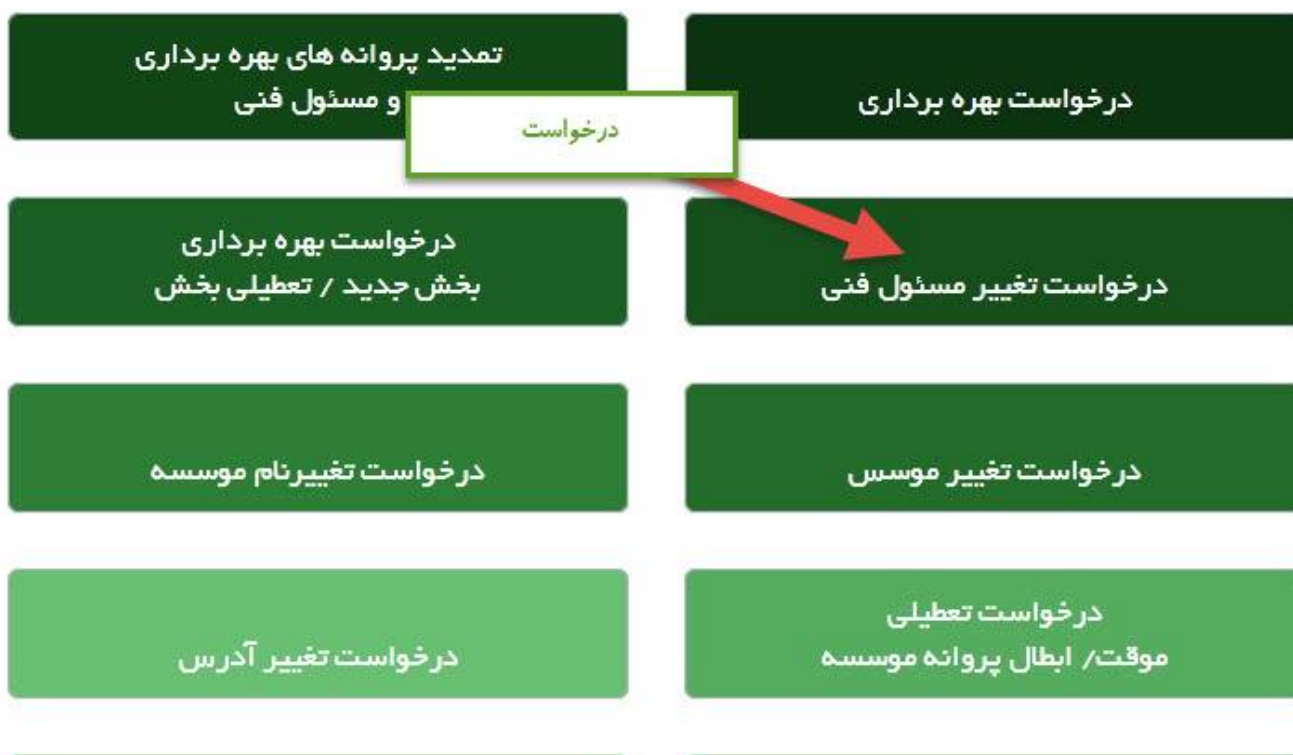 درخواست بهره برداری
تمدید پروانه های بهره برداری
و مسئول فنی
درخواست
درخواست تغییر مسئول فنی
درخواست بهره برداری
بخش جدید / تعطیلی بخش
درخواست تغییر موسس
درخواست تغییرنام موسسه
درخواست تعطیلی
موقت/ ابطال پروانه موسسه
درخواست تغییر آدرس